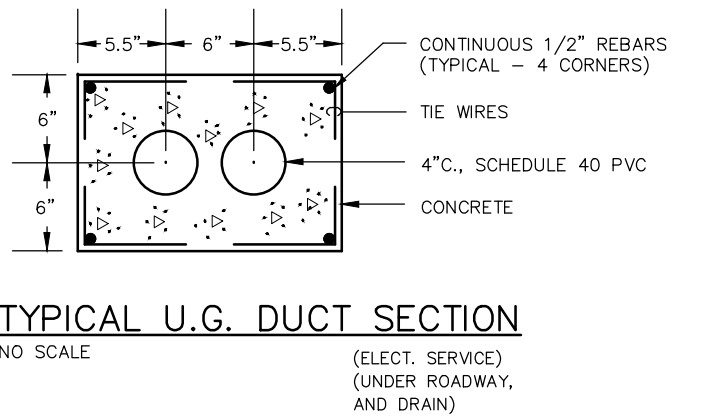 5.5” 6” 5.5”
CONTINUOUS 1/2” REBARS
(TYPICAL – 4 CORNERS)
6”
TIE WIRES
4”C., SCHEDULE 40 PVC
6”
CONCRETE
TYPICAL U.G. DUCT SECTION
NO SCALE
(ELECT. SERVICE)
(UNDER ROADWAY,
AND DRAIN)